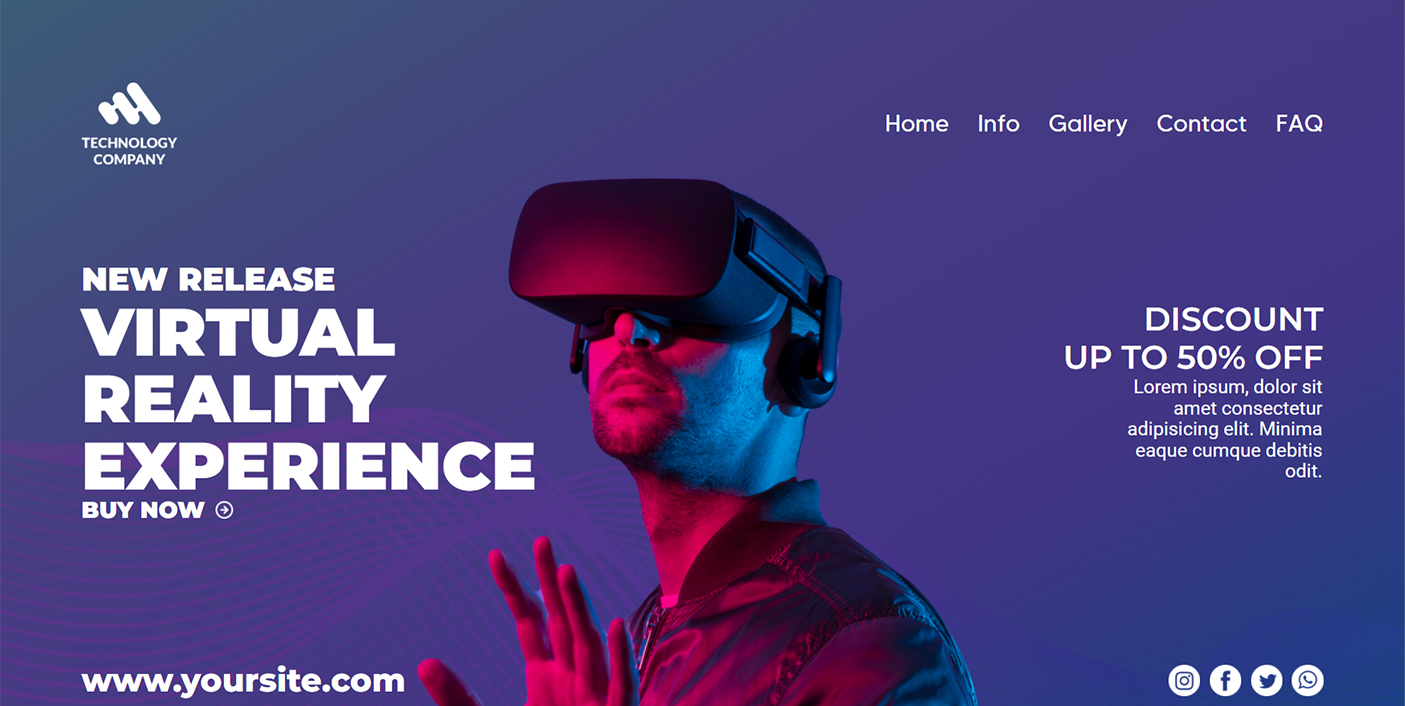 TECHNOLOGY
COMPANY
Home Info Gallery Contact FAQ
NEW RELEASE
VIRTUAL
REALITY
EXPERIENCE
BUY NOW
DISCOUNT
UP TO 50% OFF
Lorem ipsum, dolor sit
amet consectetur
adipisicing elit. Minima
eaque cumque debitis
odit.
www.yoursite.com